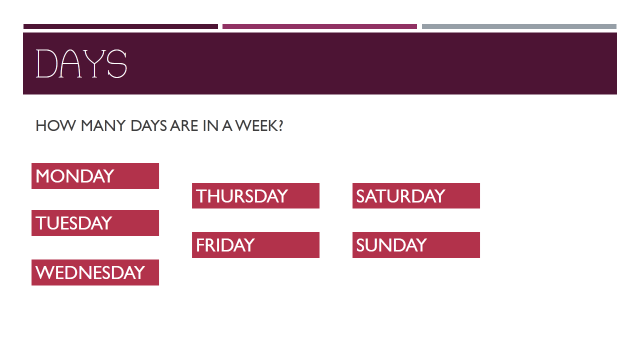 DAYS
HOW MANY DAYS ARE IN A WEEK?
MONDAY
TUESDAY
WEDNESDAY
THURSDAY
FRIDAY
SATURDAY
SUNDAY